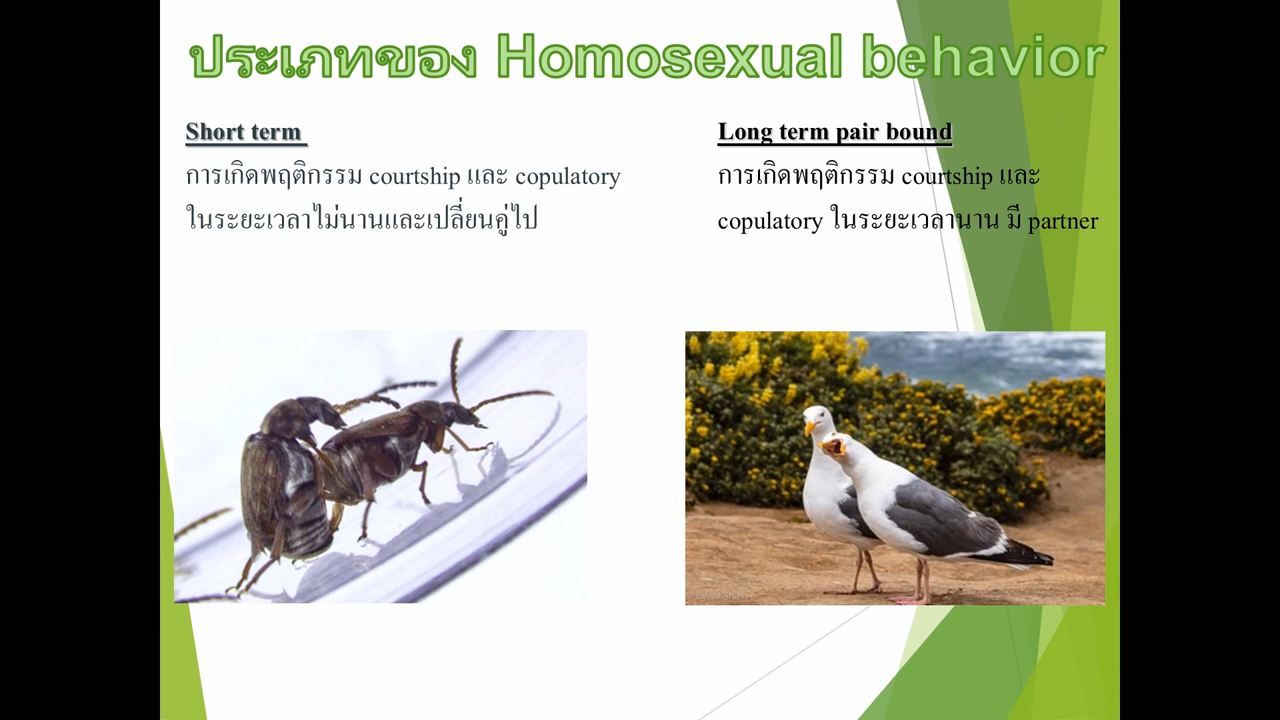 ประเภทของ Homosexual behavior
Short term
การเกิดพฤติกรรม courtship และ copulatory
ในระยะเวลาไม่นานและเปลี่ยนคู่ไป
Long term pair bound
การเกิดพฤติกรรม courtship และ
copulatory ในระยะเวลานาน มี partner